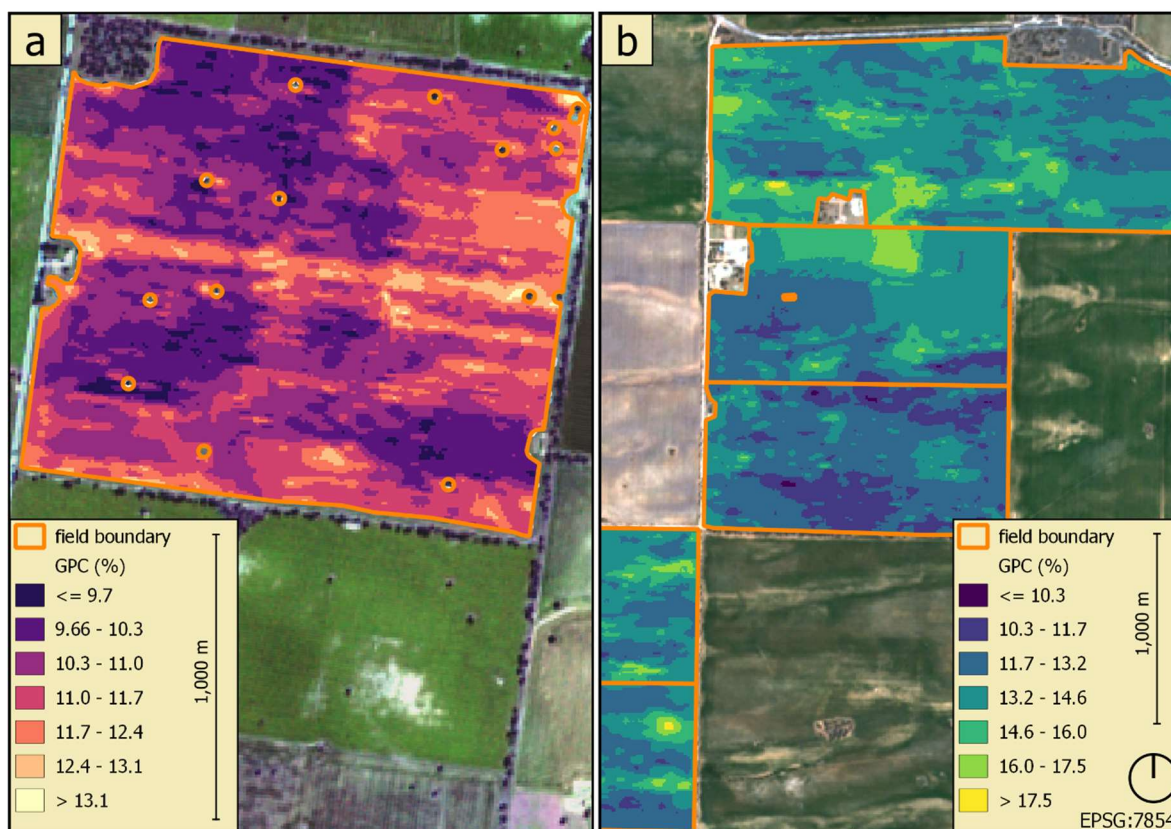 a
field boundary
GPC (%)
<= 9.7
9.66 - 10.3
10.3 - 11.0
11.0 - 11.7
11.7 - 12.4
12.4 - 13.1
> 13.1
1,000 m
b
field boundary
GPC (%)
<= 10.3
10.3 - 11.7
11.7 - 13.2
13.2 - 14.6
14.6 - 16.0
16.0 - 17.5
> 17.5
1,000 m
EPSG:7854